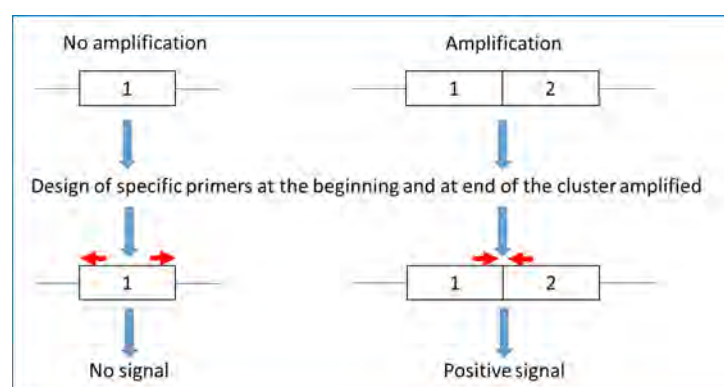 No amplification
Amplification
1
1 2
Design of specific primers at the beginning and at end of the cluster amplified
1
1 2
No signal
Positive signal